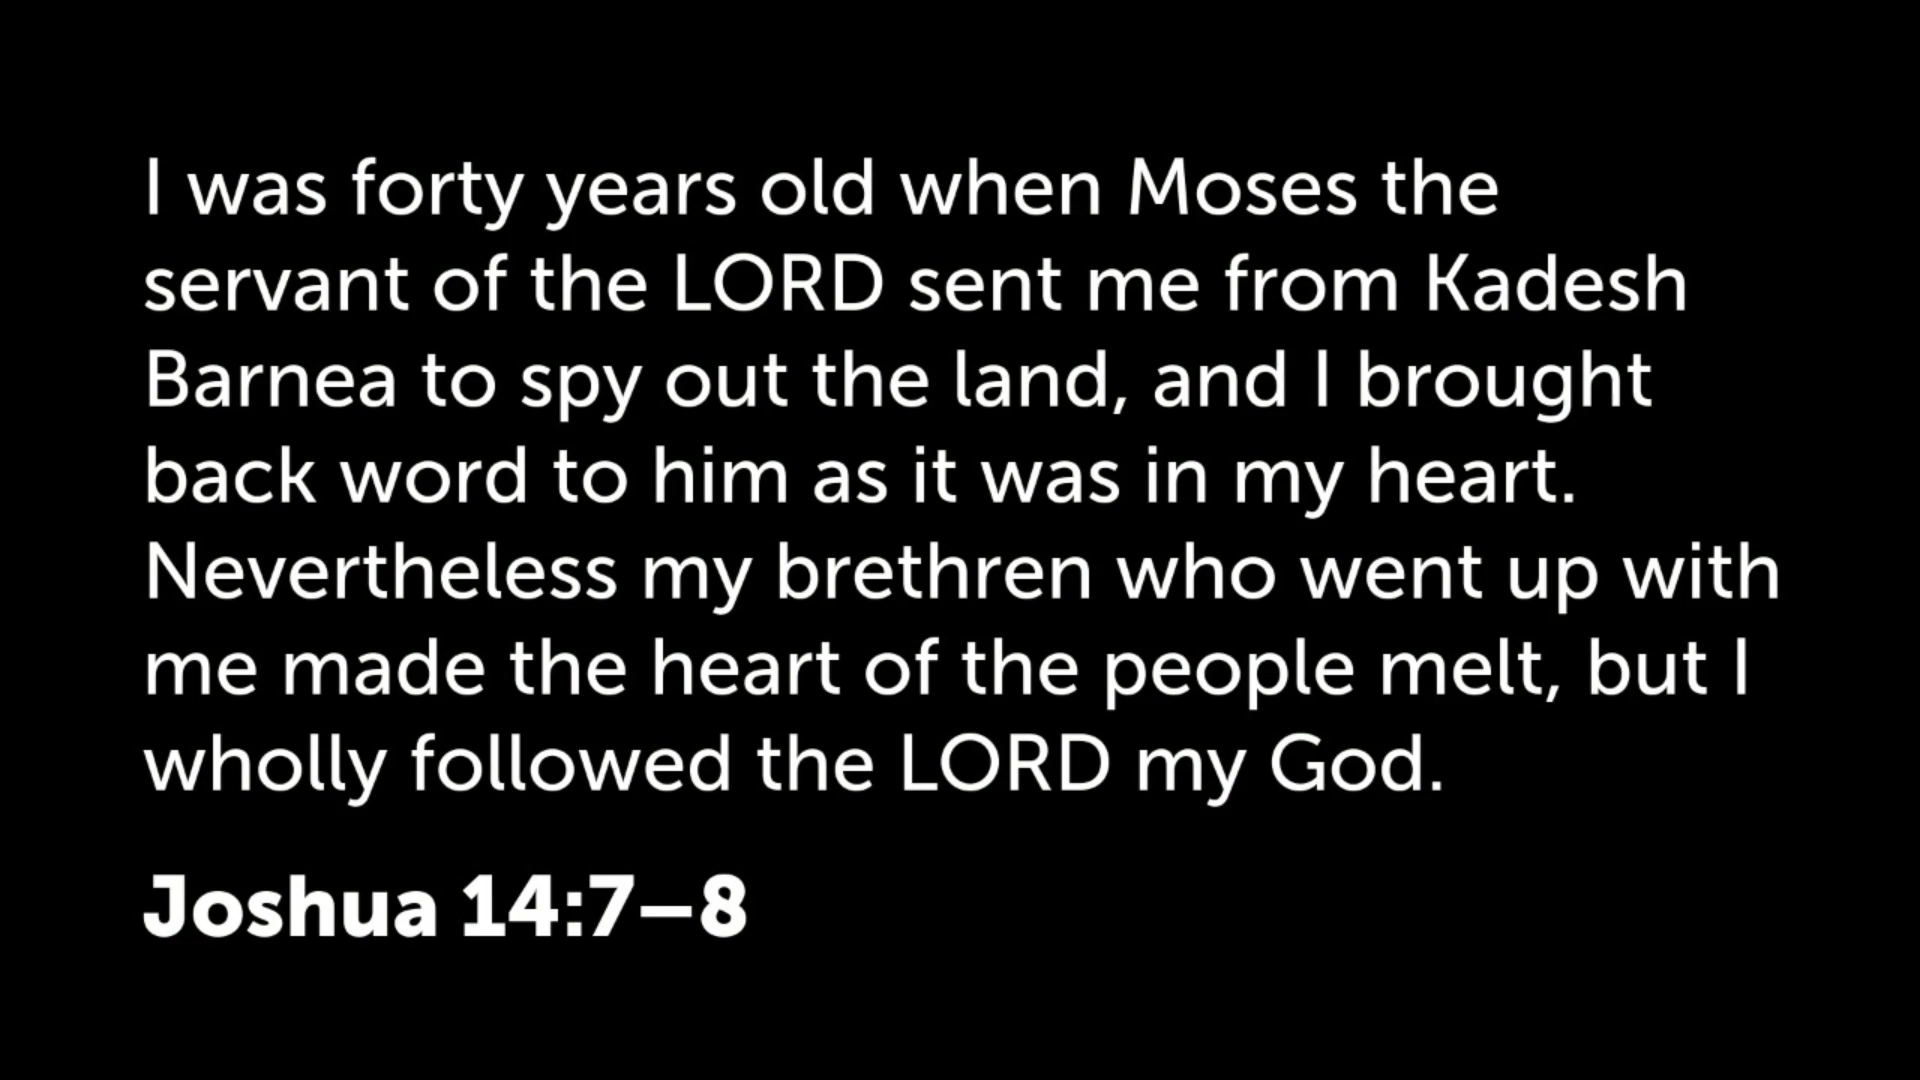 I was forty years old when Moses the
servant of the LORD sent me from Kadesh
Barnea to spy out the land, and I brought
back word to him as it was in my heart.
Nevertheless my brethren who went up with
me made the heart of the people melt, but I
wholly followed the LORD my God.
Joshua 14:7–8